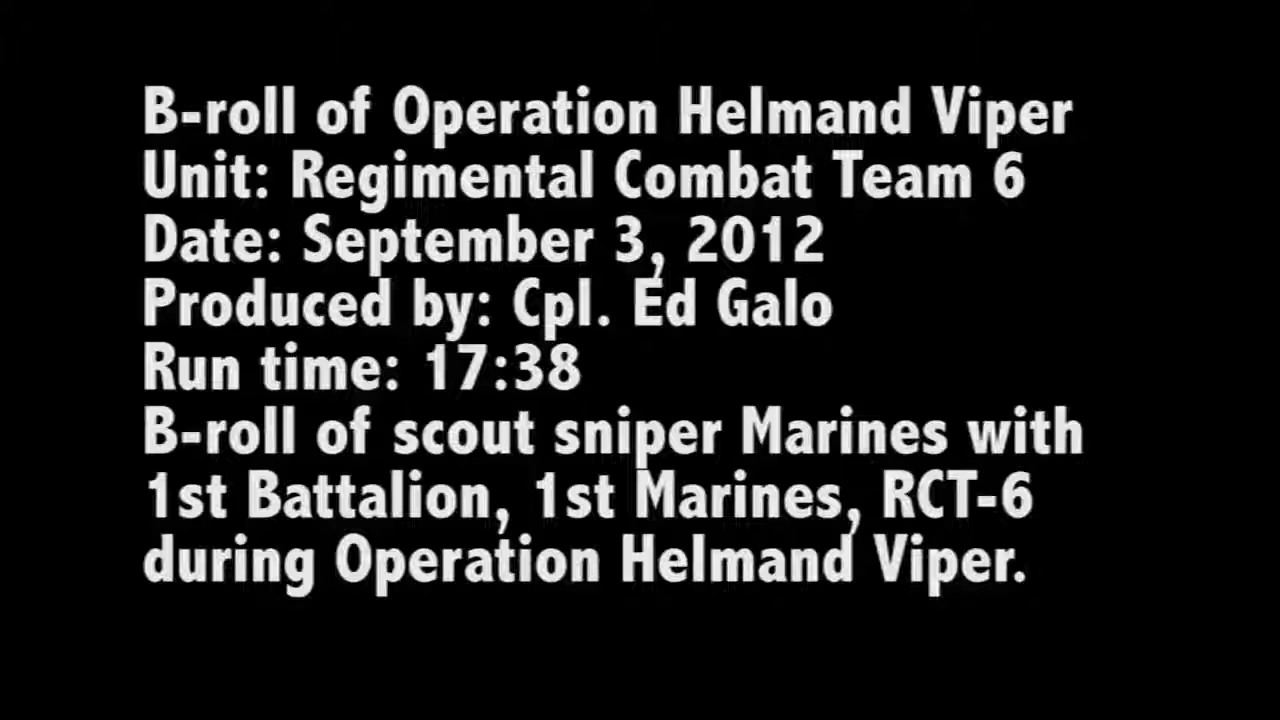 B-roll of Operation Helmand Viper
Unit: Regimental Combat Team 6
Date: September 3, 2012
Produced by: Cpl. Ed Galo
Run time: 17:38
B-roll of scout sniper Marines with
1st Battalion, 1st Marines, RCT-6
during Operation Helmand Viper.